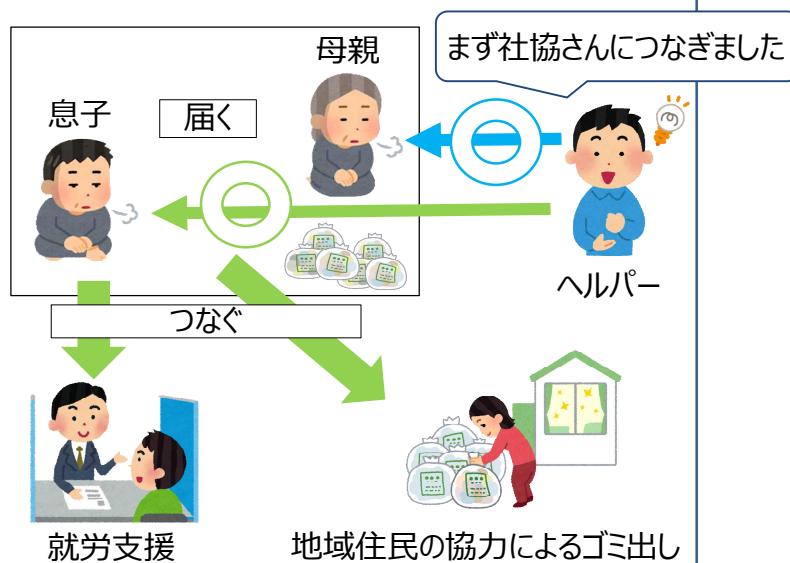 まず社協さんにつなぎました
母親
息子
届く
ヘルパー
つなぐ
就労支援
地域住民の協力によるゴミ出し